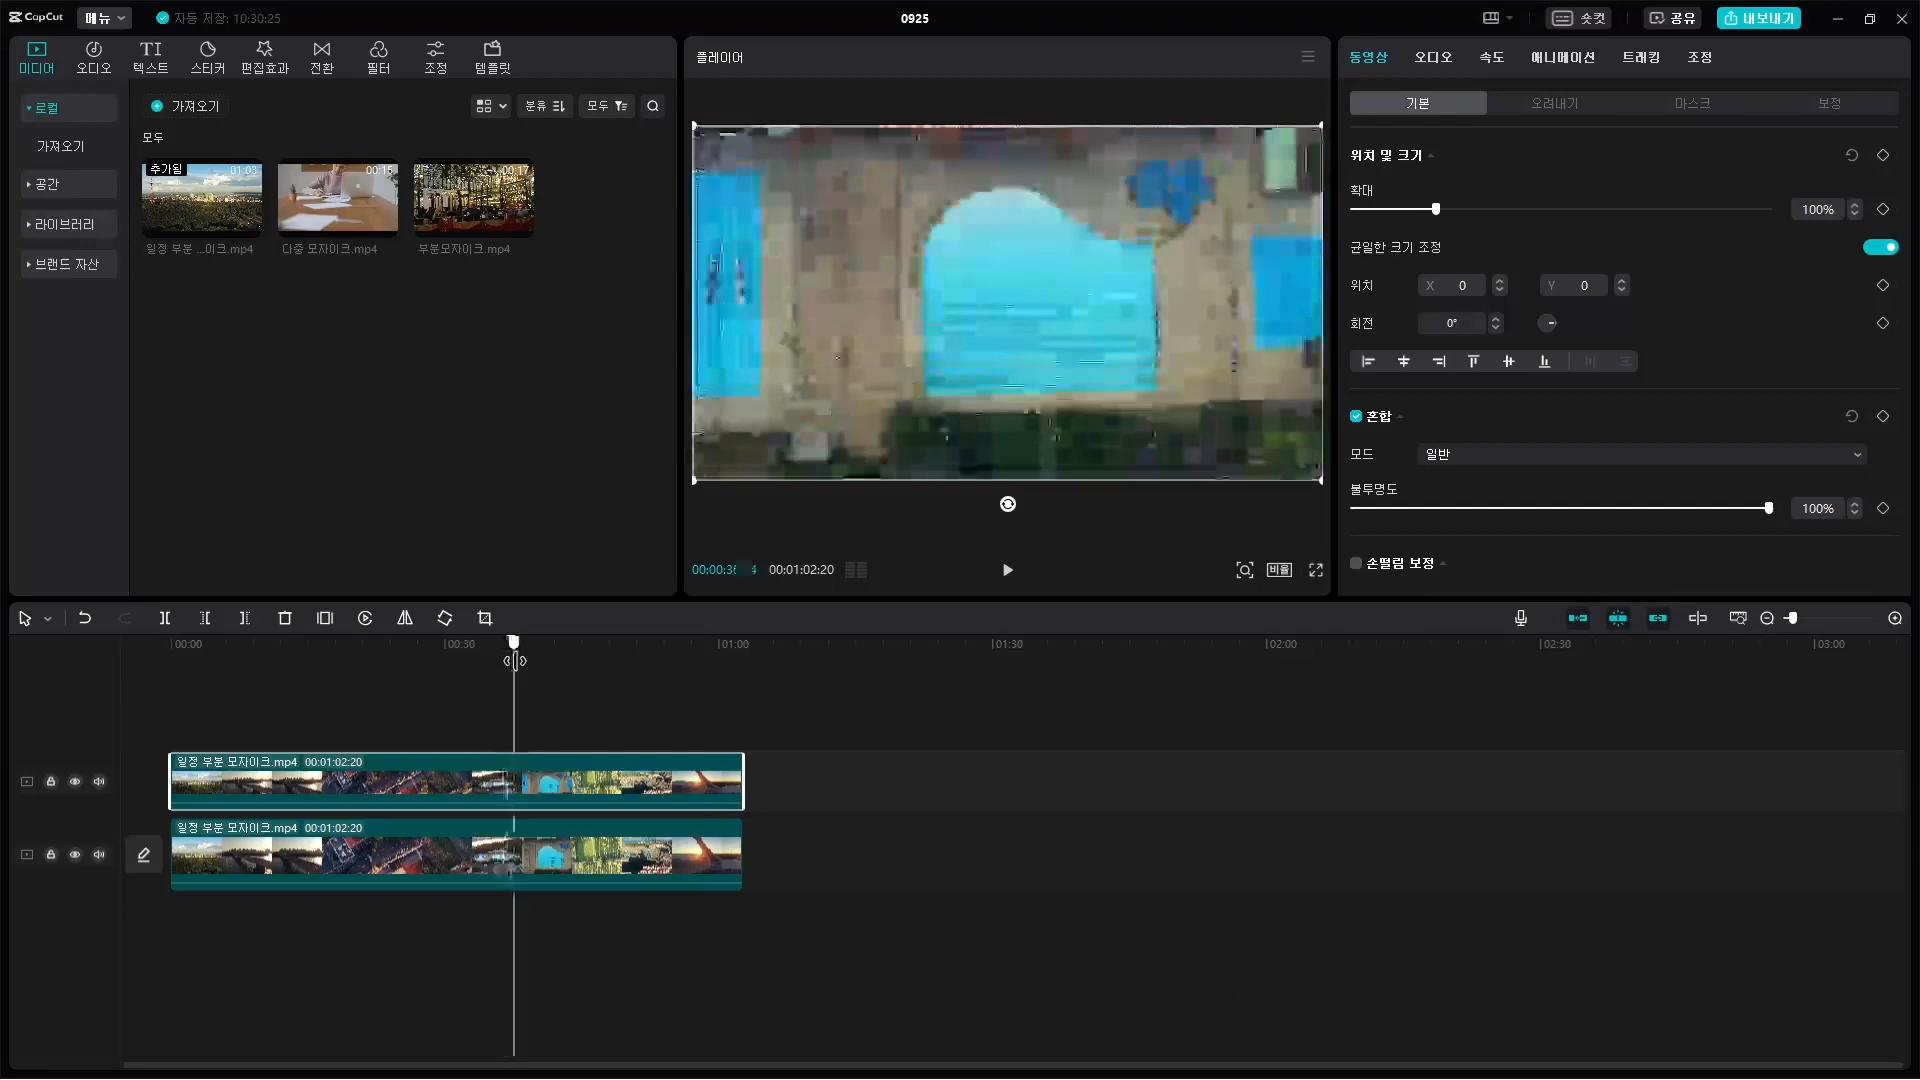 CapCut
메뉴
자동 저장: 10:30:25
0925
숏컷
공유
내보내기
미디어
오디오
텍스트
스티커
편집효과
전환
필터
조정
템플릿
로컬
가져오기
공간
라이브러리
브랜드 자산
가져오기
분류
모두
모두
추가됨
01:03
00:15
00:17
일정 부분 ...이크.mp4
다중 모자이크.mp4
부분모자이크.mp4
플레이어
00:01:02:20
비율
동영상
오디오
속도
애니메이션
트래킹
조정
기본
오려내기
마스크
보정
위치 및 크기
확대
100%
균일한 크기 조정
위치
X 0
Y 0
회전
0°
혼합
모드
일반
불투명도
100%
손떨림 보정
00:00
00:30
01:00
01:30
02:00
02:30
03:00
일정 부분 모자이크.mp4 00:01:02:20
일정 부분 모자이크.mp4 00:01:02:20